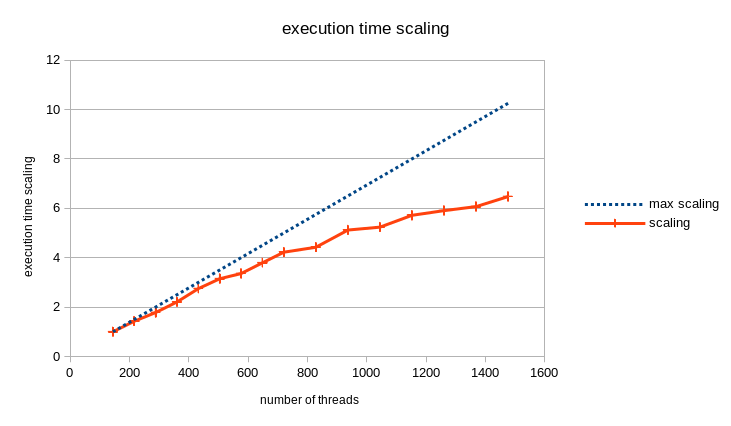 execution time scaling
12
10
8
6
4
2
0
execution time scaling
0 200 400 600 800 1000 1200 1400 1600
number of threads
max scaling
scaling